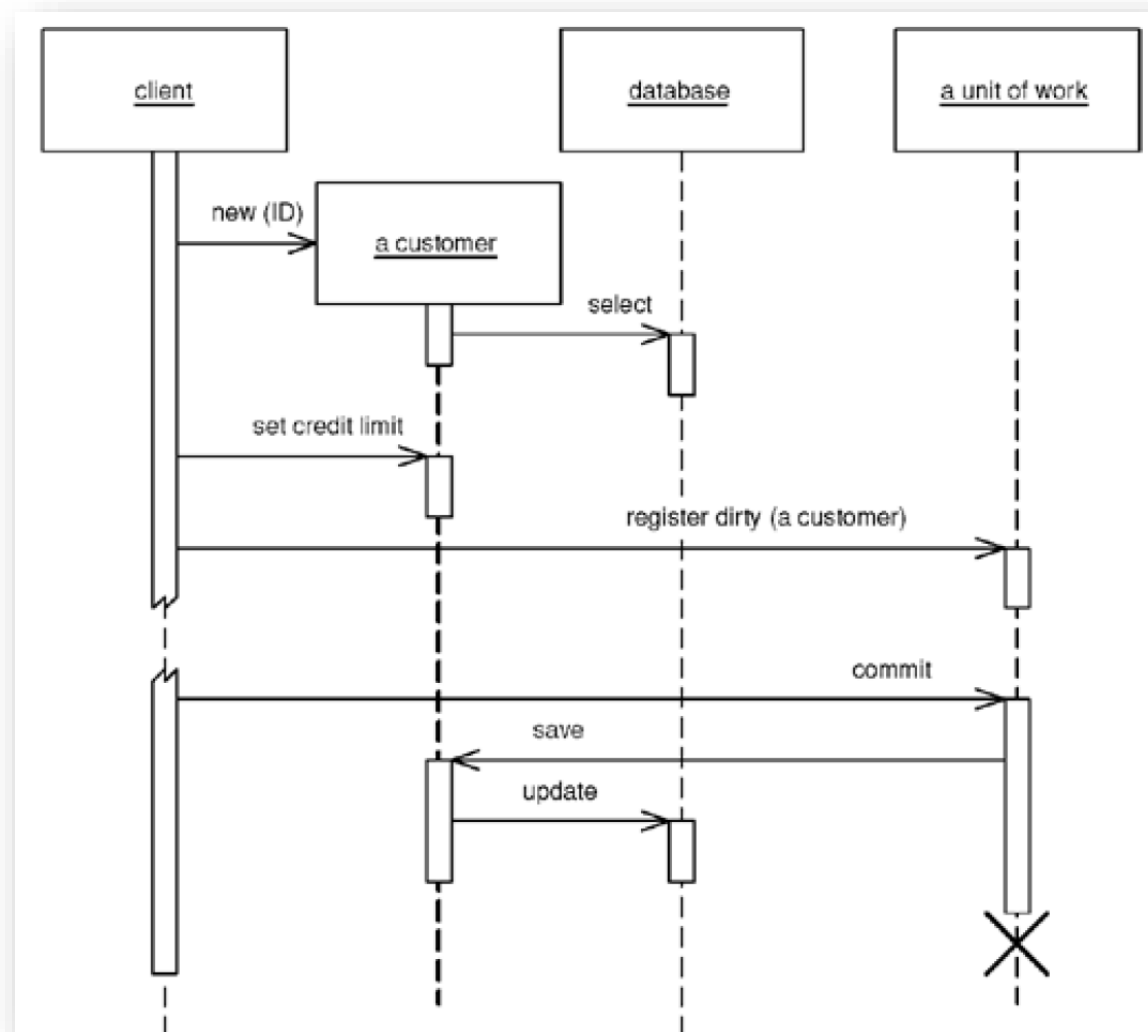 client
database
a unit of work
new (ID)
a customer
select
set credit limit
register dirty (a customer)
commit
save
update